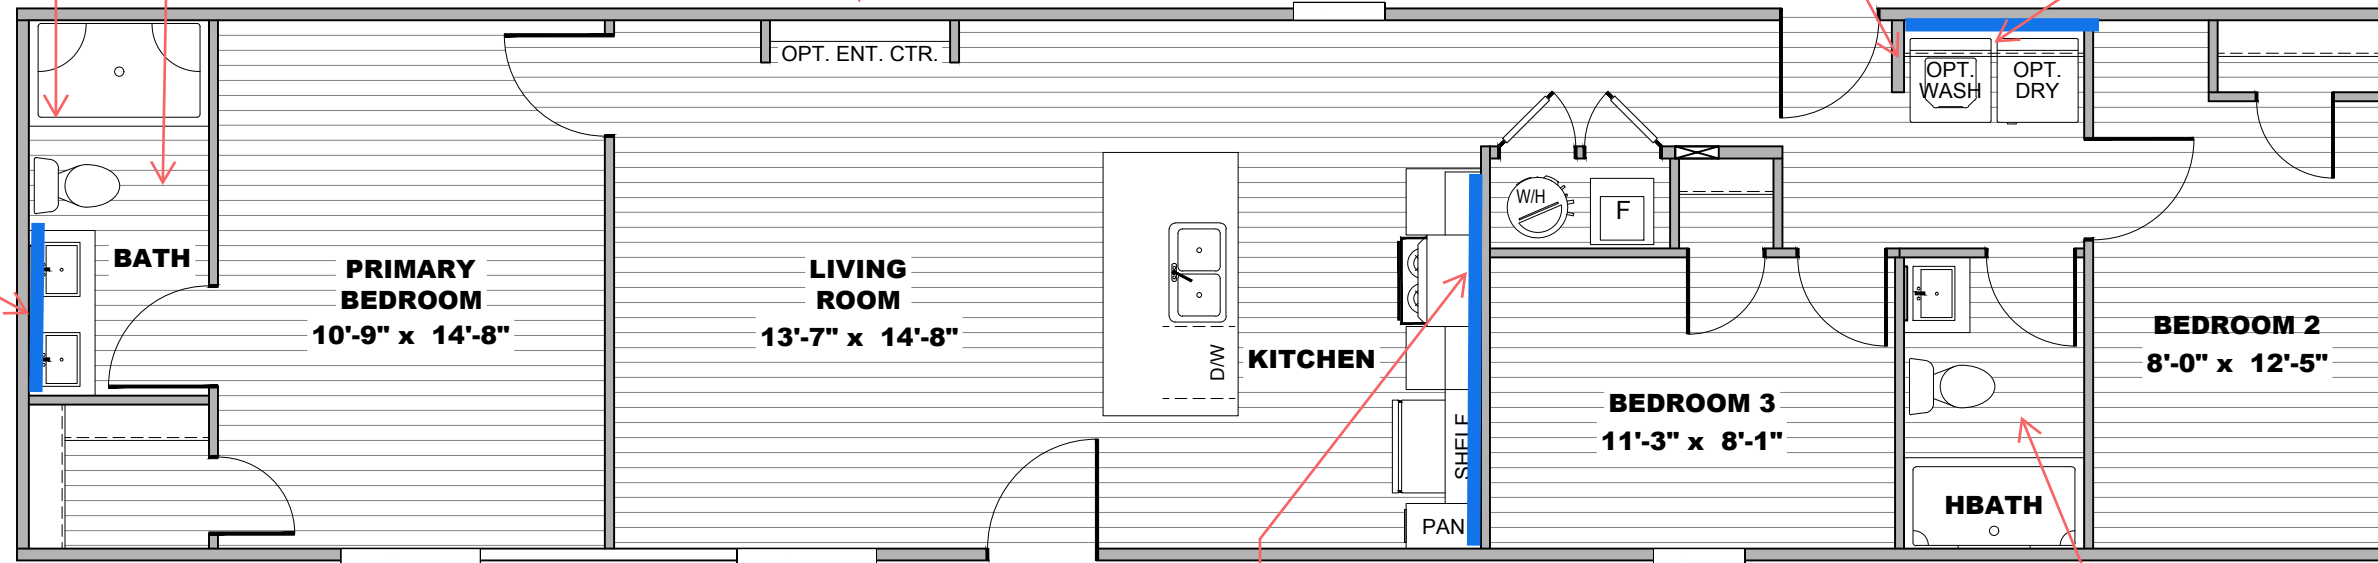 OPT. ENT. CTR.
OPT.
WASH
OPT.
DRY
W/H
F
BATH
PRIMARY
BEDROOM
10'-9" x 14'-8"
LIVING
ROOM
13'-7" x 14'-8"
D/W
KITCHEN
SHELF
PAN
BEDROOM 3
11'-3" x 8'-1"
HBATH
BEDROOM 2
8'-0" x 12'-5"